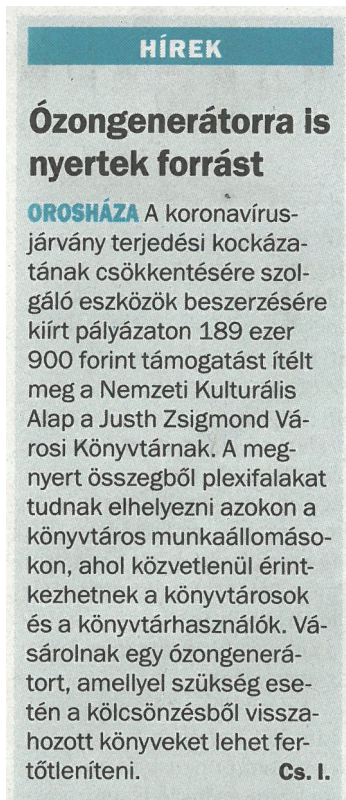 HÍREK
Ózongenerátorra is
nyertek forrást
OROSHÁZA A koronavírus-
járvány terjedési kockáza-
tának csökkentésére szol-
gáló eszközök beszerzésére
kiírt pályázaton 189 ezer
900 forint támogatást ítélt
meg a Nemzeti Kulturális
Alap a Justh Zsigmond Vá-
rosi Könyvtárnak. A meg-
nyert összegből plexifalakat
tudnak elhelyezni azokon a
könyvtáros munkaállomáso-
kon, ahol közvetlenül érint-
kezhetnek a könyvtárosok
és a könyvtárhasználók. Vá-
sárolnak egy ózongenerá-
tort, amellyel szükség ese-
tén a kölcsönzésből vissza-
hozott könyveket lehet fer-
tőtleníteni. Cs. I.